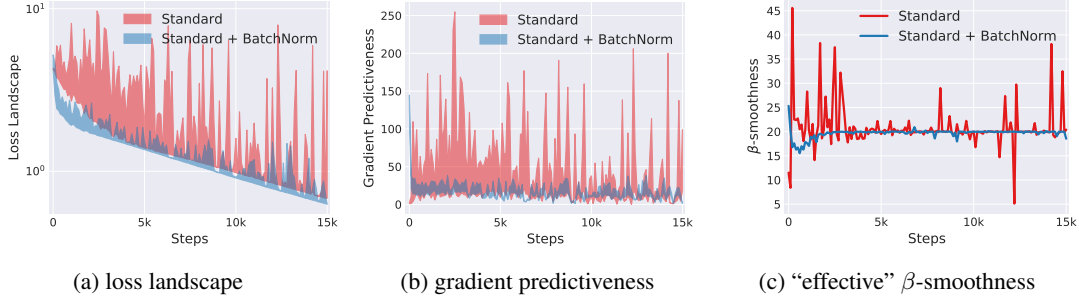 10¹
10⁰
Loss Landscape
Standard
Standard + BatchNorm
0
5k
10k
15k
Steps
(a) loss landscape
250
200
150
100
50
0
Gradient Predictiveness
Standard
Standard + BatchNorm
0
5k
10k
15k
Steps
(b) gradient predictiveness
45
40
35
30
25
20
15
10
5
β-smoothness
Standard
Standard + BatchNorm
0
5k
10k
15k
Steps
(c) “effective” β-smoothness